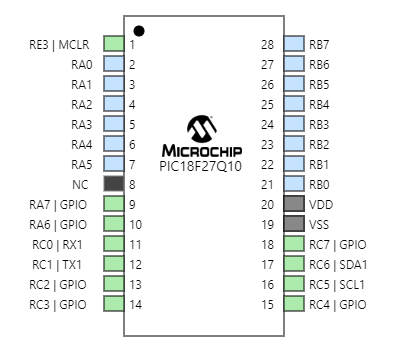 RE3 | MCLR 1 28 RB7
RA0 2 27 RB6
RA1 3 26 RB5
RA2 4 25 RB4
RA3 5 24 RB3
RA4 6 23 RB2
RA5 7 22 RB1
NC 8 21 RB0
RA7 | GPIO 9 20 VDD
RA6 | GPIO 10 19 VSS
RC0 | RX1 11 18 RC7 | GPIO
RC1 | TX1 12 17 RC6 | SDA1
RC2 | GPIO 13 16 RC5 | SCL1
RC3 | GPIO 14 15 RC4 | GPIO
MICROCHIP
PIC18F27Q10